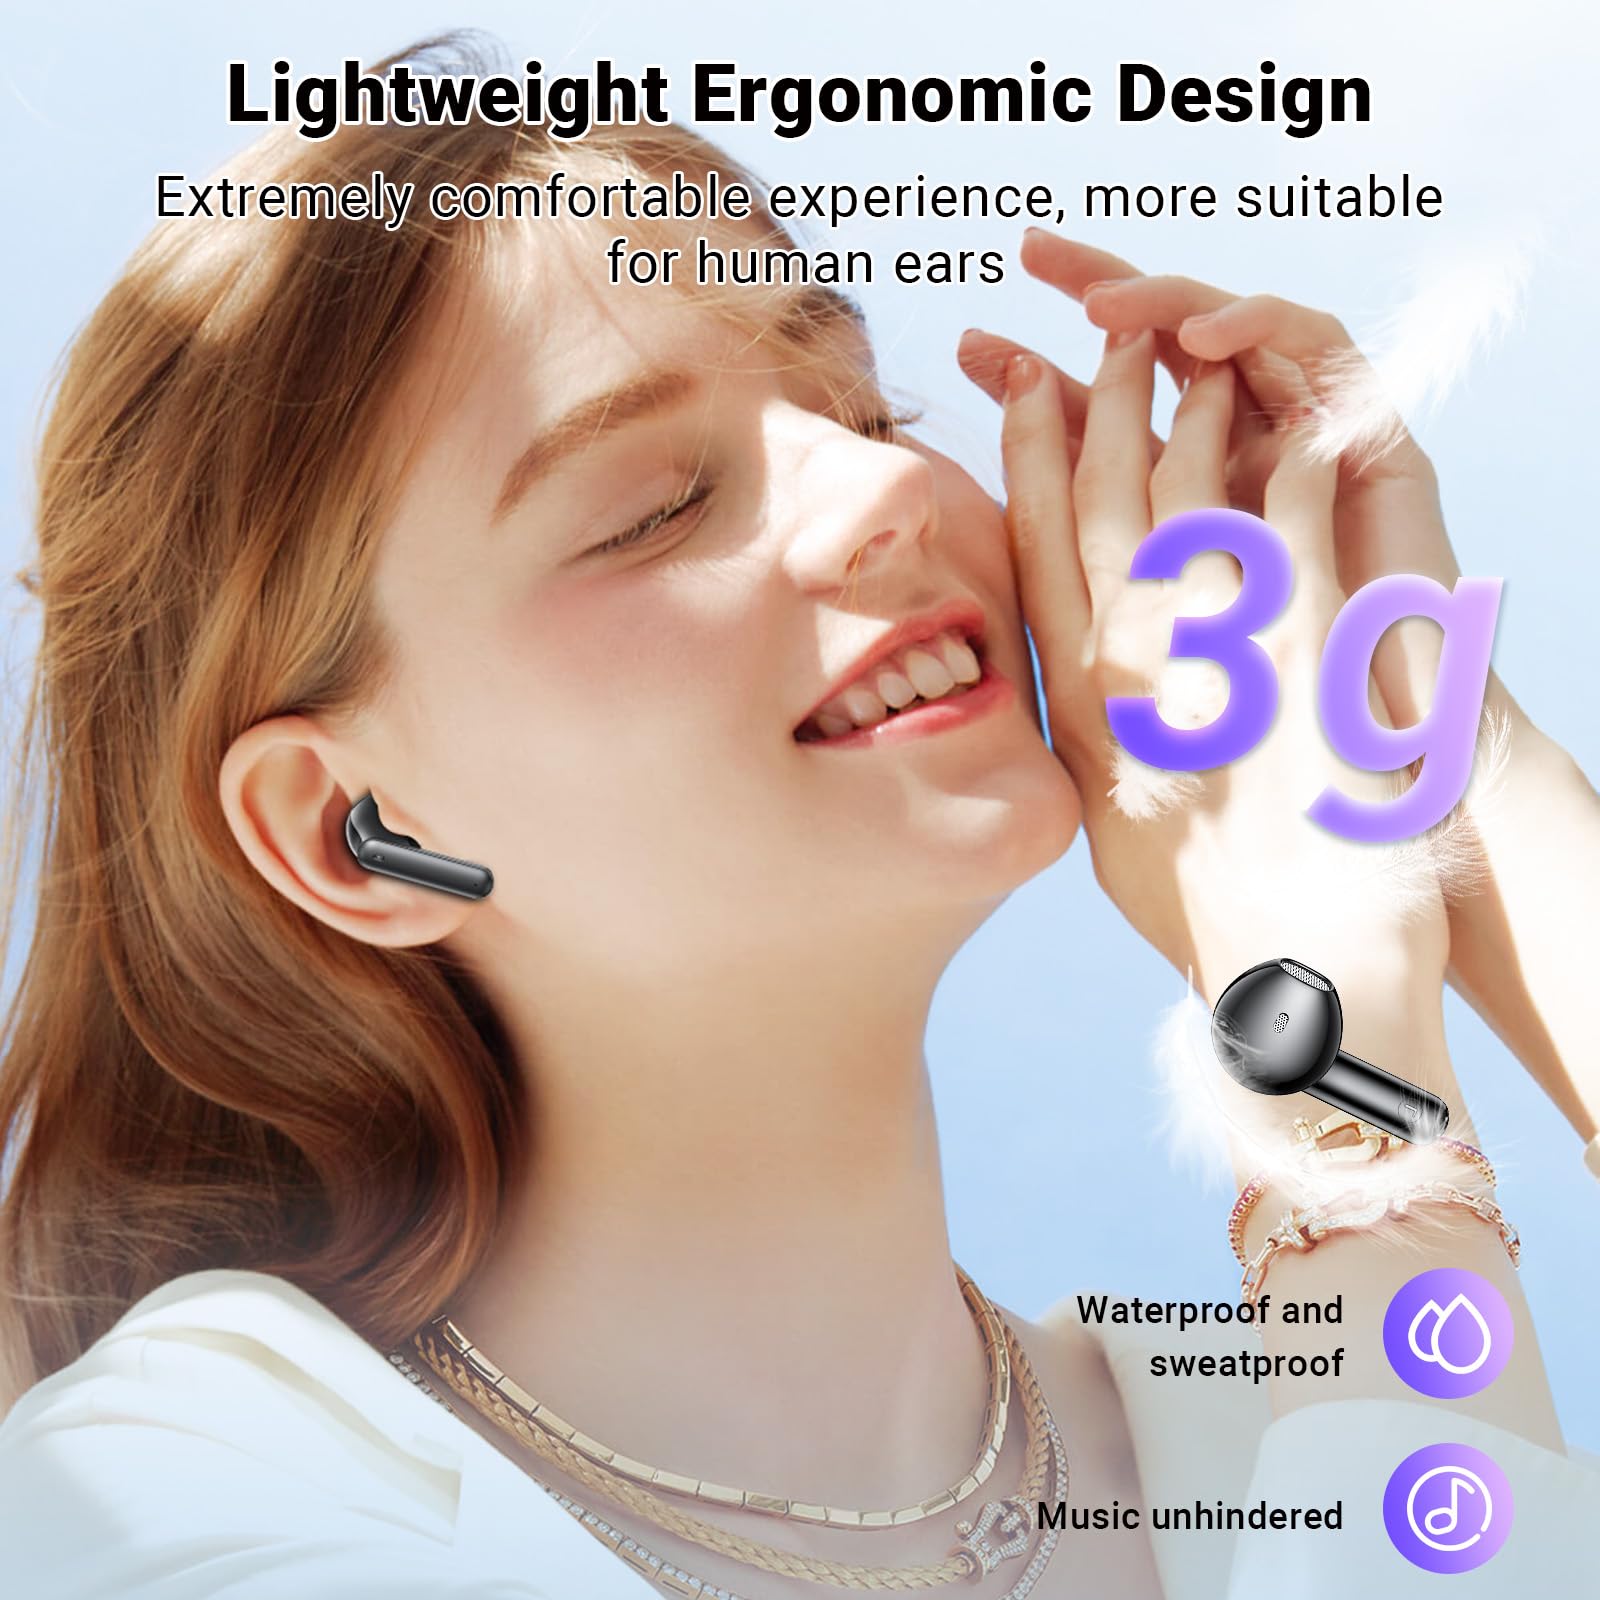 Lightweight Ergonomic Design
Extremely comfortable experience, more suitable
for human ears
3g
Waterproof and
sweatproof
Music unhindered